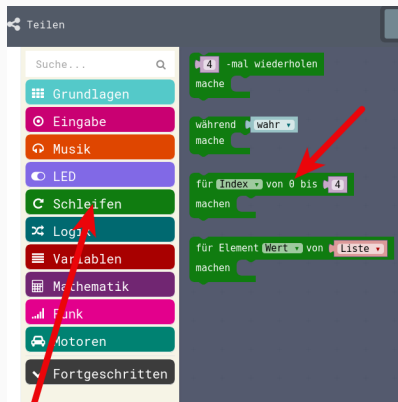 Teilen
Suche...
Grundlagen
Eingabe
Musik
LED
Schleifen
Logik
Variablen
Mathematik
Funk
Motoren
Fortgeschritten
4 -mal wiederholen
mache
während wahr
mache
für Index von 0 bis 4
machen
für Element Wert von Liste
machen